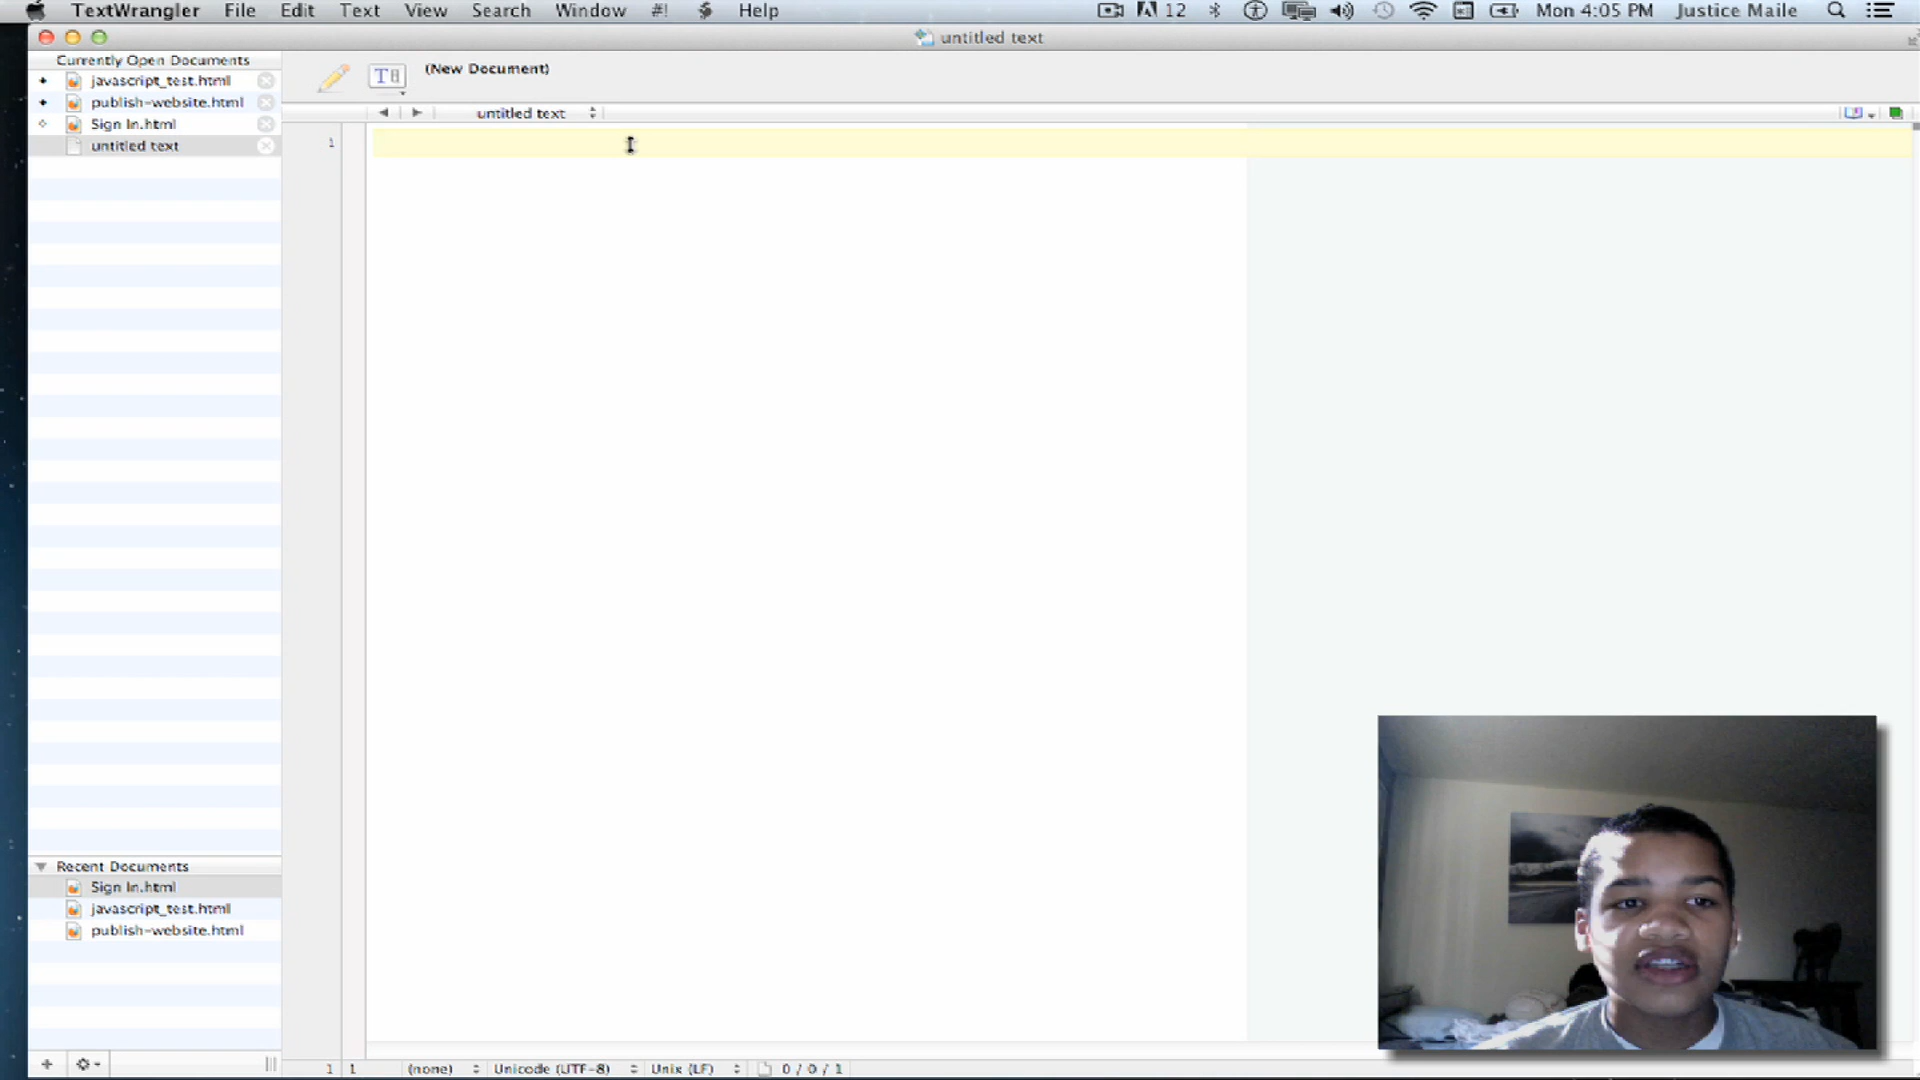 TextWrangler File Edit Text View Search Window #! Help 12 Mon 4:05 PM Justice Maile
untitled text
Currently Open Documents
javascript_test.html
publish-website.html
Sign In.html
untitled text
(New Document)
untitled text
1
Recent Documents
Sign In.html
javascript_test.html
publish-website.html
1 1 (none) Unicode (UTF-8) Unix (LF) 0 / 0 / 1